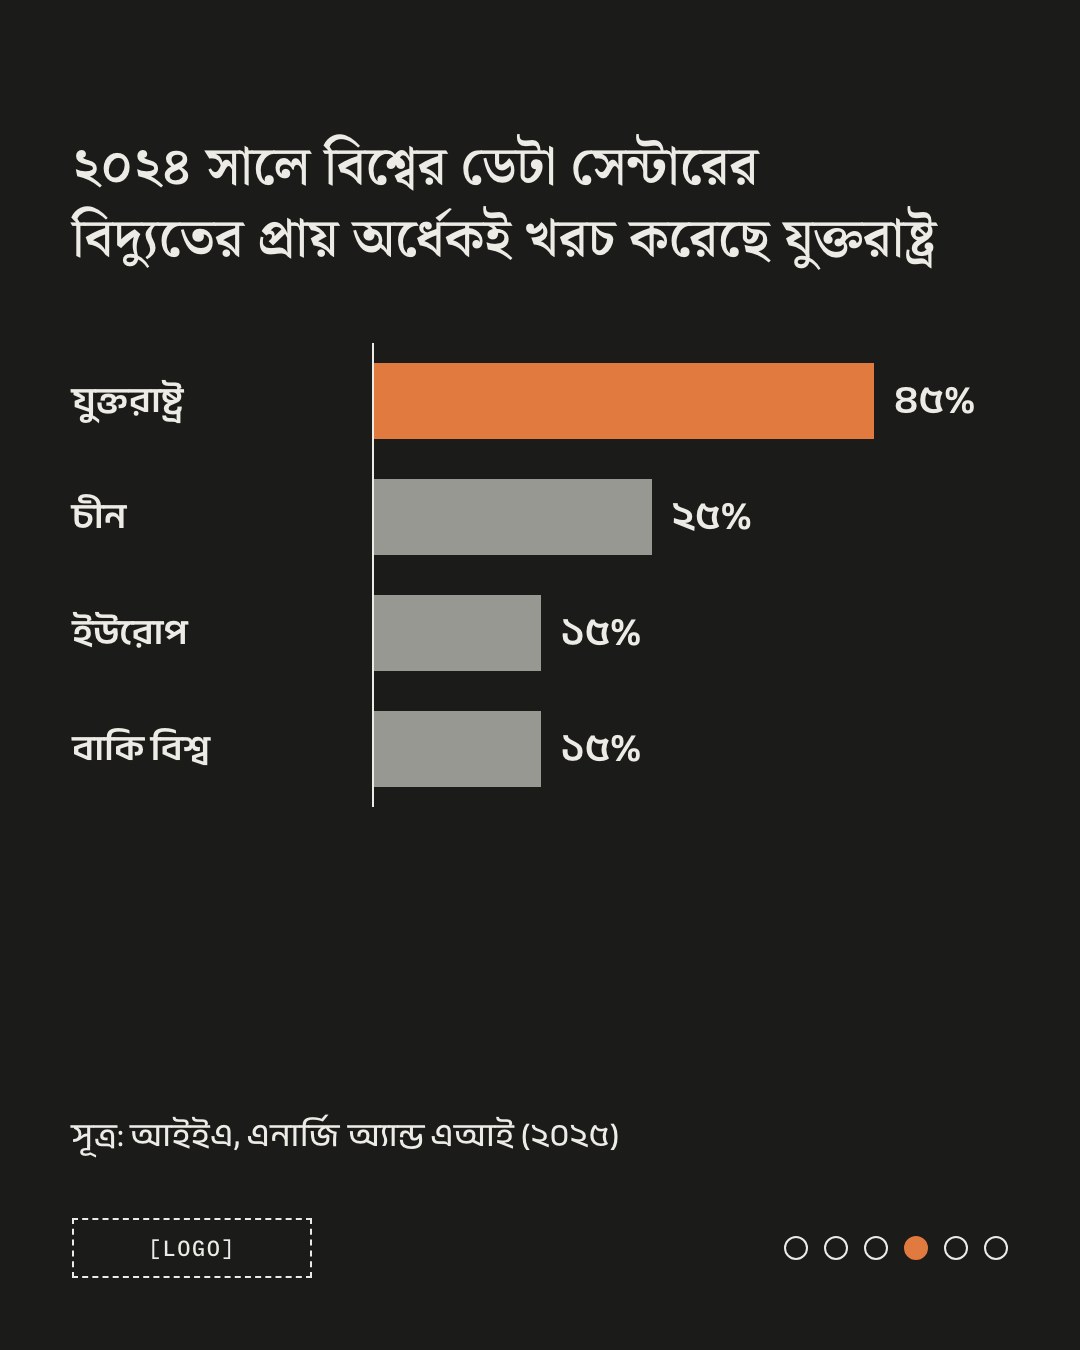 ২০২৪ সালে বিশ্বের ডেটা সেন্টারের
বিদ্যুতের প্রায় অর্ধেকই খরচ করেছে যুক্তরাষ্ট্র
যুক্তরাষ্ট্র ৪৫%
চীন ২৫%
ইউরোপ ১৫%
বাকি বিশ্ব ১৫%
সূত্র: আইইএ, এনার্জি অ্যান্ড এআই (২০২৫)
[LOGO]